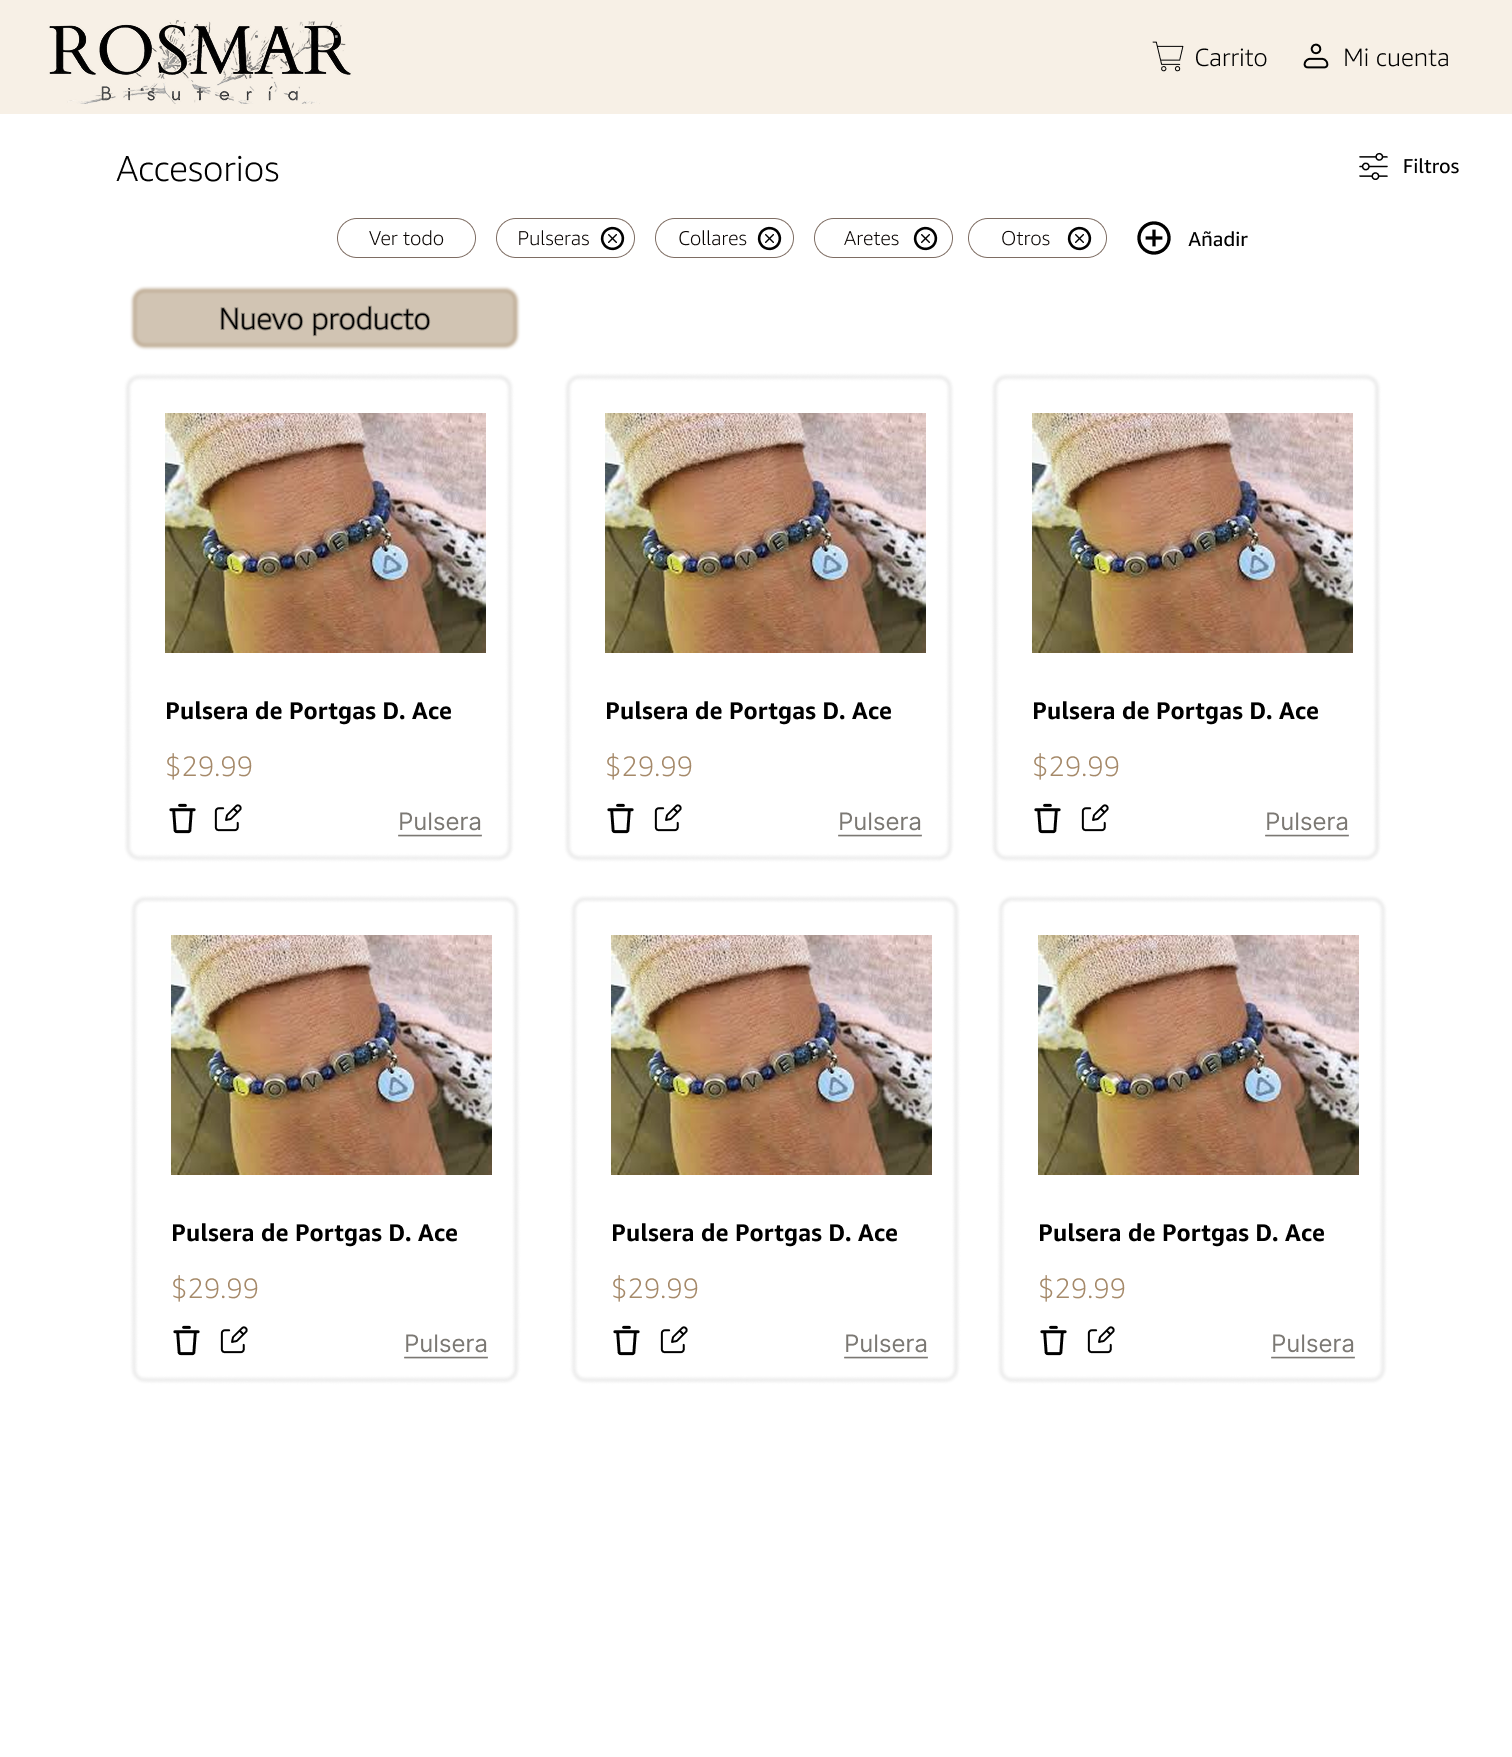 ROSMAR
Bisutería
Carrito
Mi cuenta
Accesorios
Filtros
Ver todo
Pulseras
Collares
Aretes
Otros
Añadir
Nuevo producto
L O V E
L O V E
L O V E
Pulsera de Portgas D. Ace
Pulsera de Portgas D. Ace
Pulsera de Portgas D. Ace
$29.99
$29.99
$29.99
Pulsera
Pulsera
Pulsera
L O V E
L O V E
L O V E
Pulsera de Portgas D. Ace
Pulsera de Portgas D. Ace
Pulsera de Portgas D. Ace
$29.99
$29.99
$29.99
Pulsera
Pulsera
Pulsera